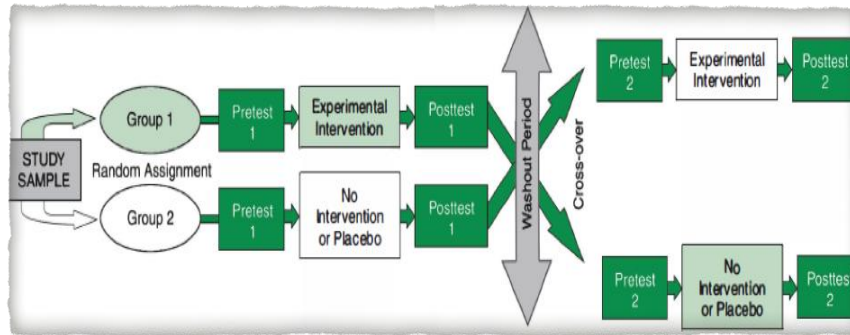 STUDY
SAMPLE
Random Assignment
Group 1
Pretest
1
Experimental
Intervention
Posttest
1
Group 2
Pretest
1
No
Intervention
or Placebo
Posttest
1
Washout Period
Cross-over
Pretest
2
Experimental
Intervention
Posttest
2
Pretest
2
No
Intervention
or Placebo
Posttest
2